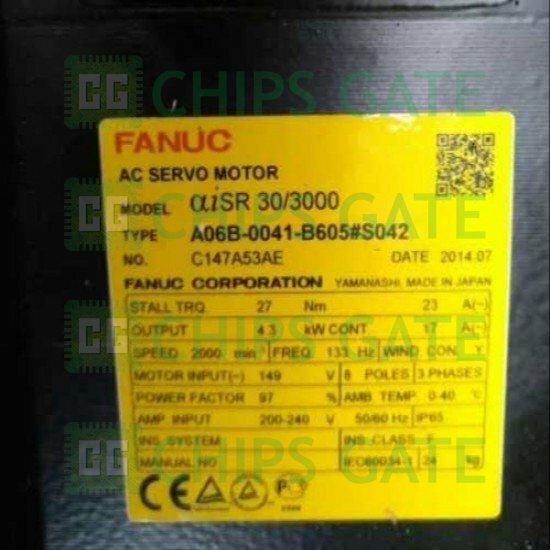 CHIPS GATE
FANUC
AC SERVO MOTOR
MODEL αiSR 30/3000
TYPE A06B-0041-B605#S042
NO. C147A53AE DATE 2014.07
FANUC CORPORATION YAMANASHI, MADE IN JAPAN
STALL TRQ. 27 Nm 23 A(~)
OUTPUT 4.3 kW CONT. 17 A(~)
SPEED 2000 min⁻¹ FREQ. 133 Hz WIND. CON. Y
MOTOR INPUT(~) 149 V 8 POLES 3 PHASES
POWER FACTOR 97 % AMB. TEMP. 0-40 °C
AMP. INPUT 200-240 V 50/60 Hz IP65
INS. SYSTEM INS. CLASS F
MANUAL NO. IEC60034-1 24 kg
CE
CHIPS GATE
CHIPS GATE
CHIPS GATE